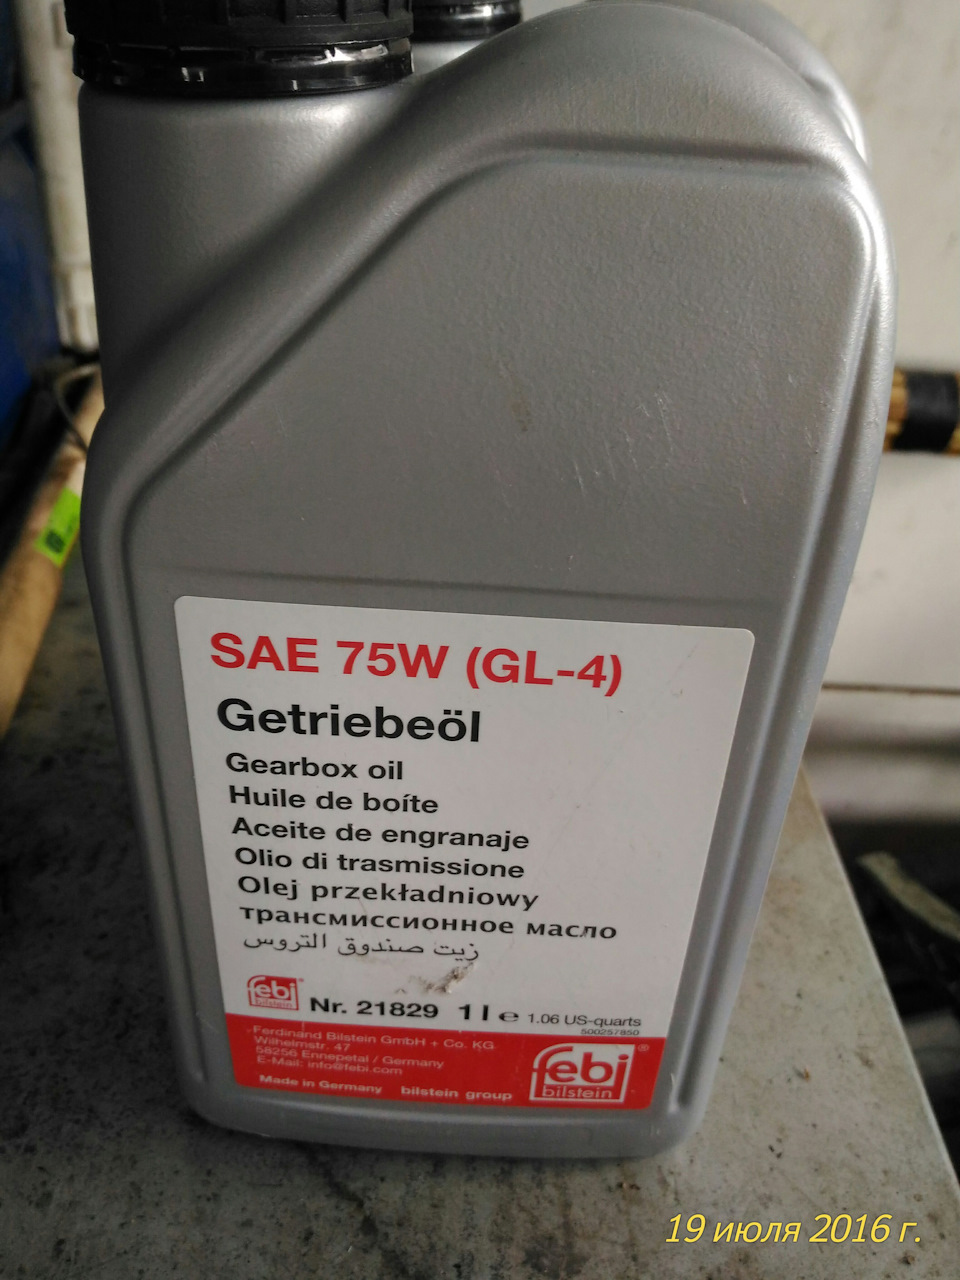 SAE 75W (GL-4)
Getriebeöl
Gearbox oil
Huile de boîte
Aceite de engranaje
Olio di trasmissione
Olej przekładniowy
трансмиссионное масло
زيت صندوق التروس
febi bilstein Nr. 21829 1 l e 1.06 US-quarts
500257850
Ferdinand Bilstein GmbH + Co. KG
Wilhelmstr. 47
58256 Ennepetal / Germany
E-Mail: info@febi.com
Made in Germany bilstein group
febi®
bilstein
19 июля 2016 г.